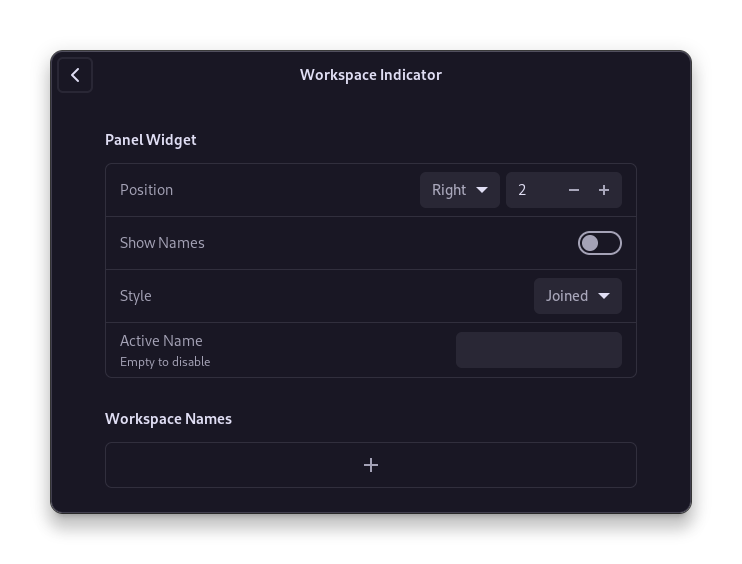 Workspace Indicator
Panel Widget
Position Right 2 − +
Show Names
Style Joined
Active Name
Empty to disable
Workspace Names
+